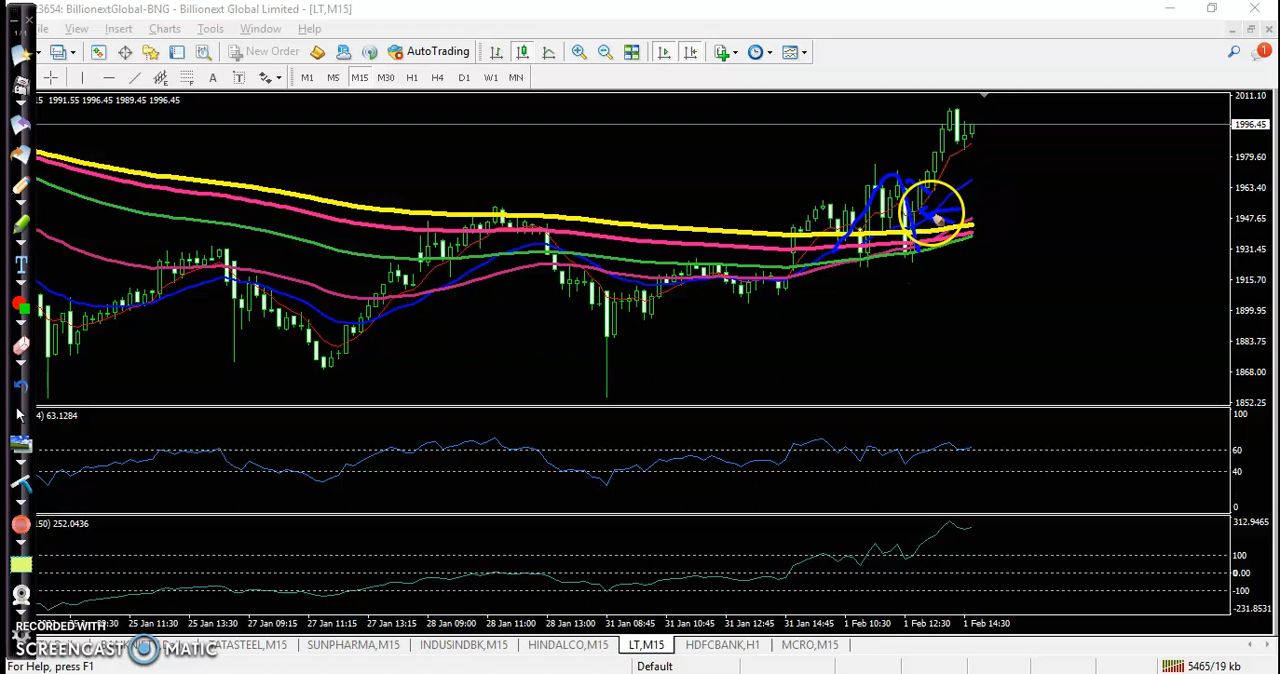 3654: BillionextGlobal-BNG - Billionext Global Limited - [LT,M15]
ile View Insert Charts Tools Window Help
New Order AutoTrading 1
A T M1 M5 M15 M30 H1 H4 D1 W1 MN
15 1991.55 1996.45 1989.45 1996.45
2011.10
1996.45
1979.60
1963.40
1947.65
1931.45
1915.70
1899.95
1883.75
1868.00
1852.25
4) 63.1284
100
60
40
0
50) 252.0436
312.9465
100
0.00
-100
-231.8531
25 Jan 11:30 25 Jan 13:30 27 Jan 09:15 27 Jan 11:15 27 Jan 13:15 28 Jan 09:00 28 Jan 11:00 28 Jan 13:00 31 Jan 08:45 31 Jan 10:45 31 Jan 12:45 31 Jan 14:45 1 Feb 10:30 1 Feb 12:30 1 Feb 14:30
RECORDED WITH
SCREENCAST MATIC
TATASTEEL,M15 SUNPHARMA,M15 INDUSINDBK,M15 HINDALCO,M15 LT,M15 HDFCBANK,H1 MCRO,M15
For Help, press F1 Default 5465/19 kb